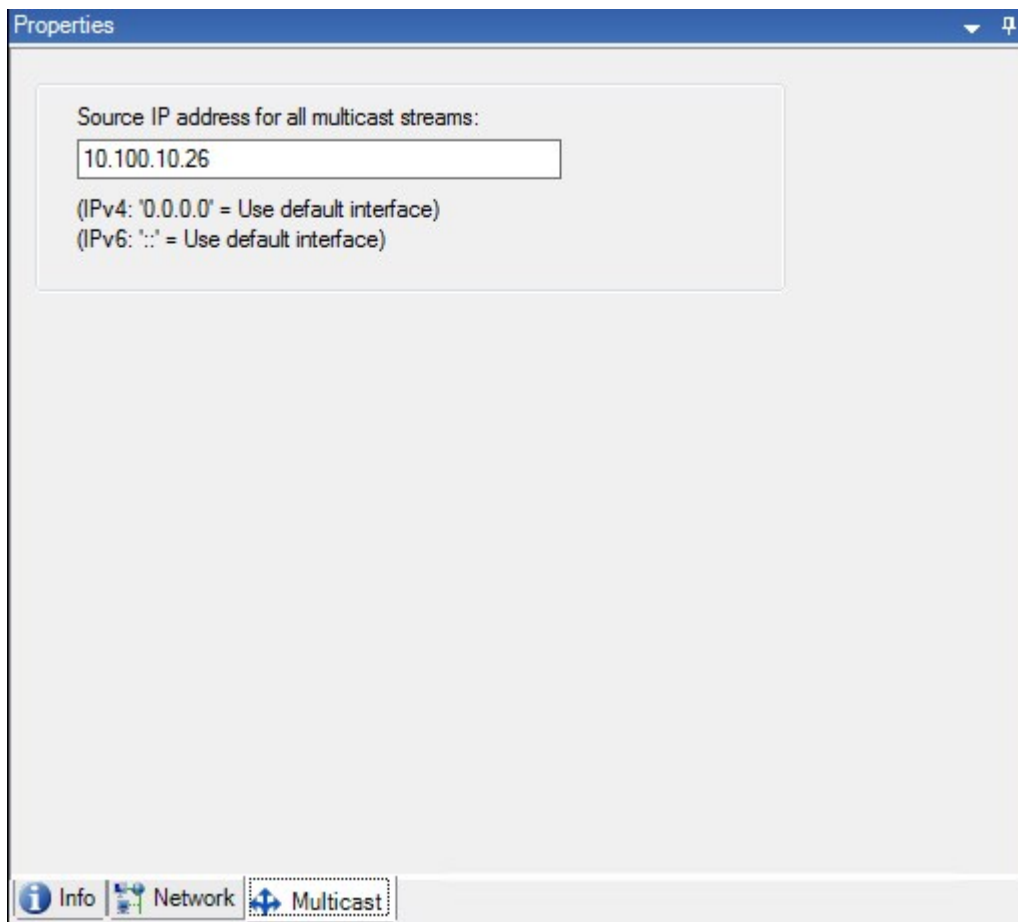 Properties
Source IP address for all multicast streams:
10.100.10.26
(IPv4: '0.0.0.0' = Use default interface)
(IPv6: '::' = Use default interface)
Info Network Multicast